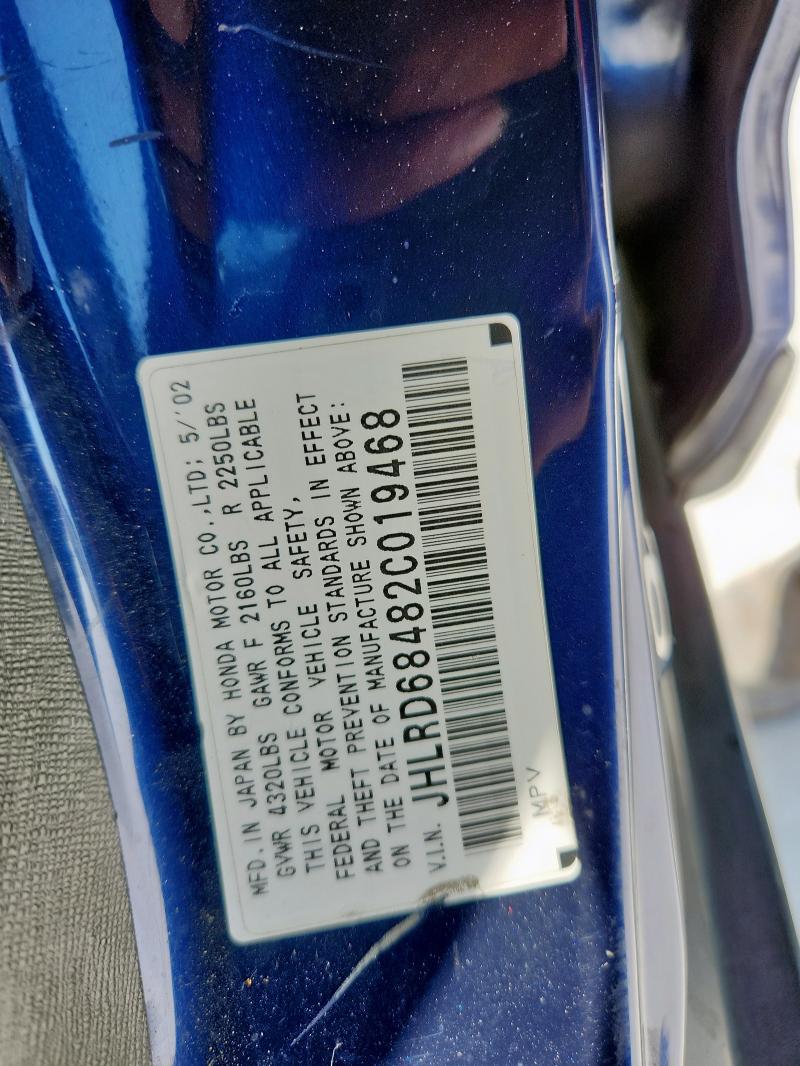 MFD. IN JAPAN BY HONDA MOTOR CO.,LTD; 5/'02
GVWR 4320LBS GAWR F 2160LBS R 2250LBS
THIS VEHICLE CONFORMS TO ALL APPLICABLE
FEDERAL MOTOR VEHICLE SAFETY,
AND THEFT PREVENTION STANDARDS IN EFFECT
ON THE DATE OF MANUFACTURE SHOWN ABOVE:
V.I.N. JHLRD68482C019468
MPV